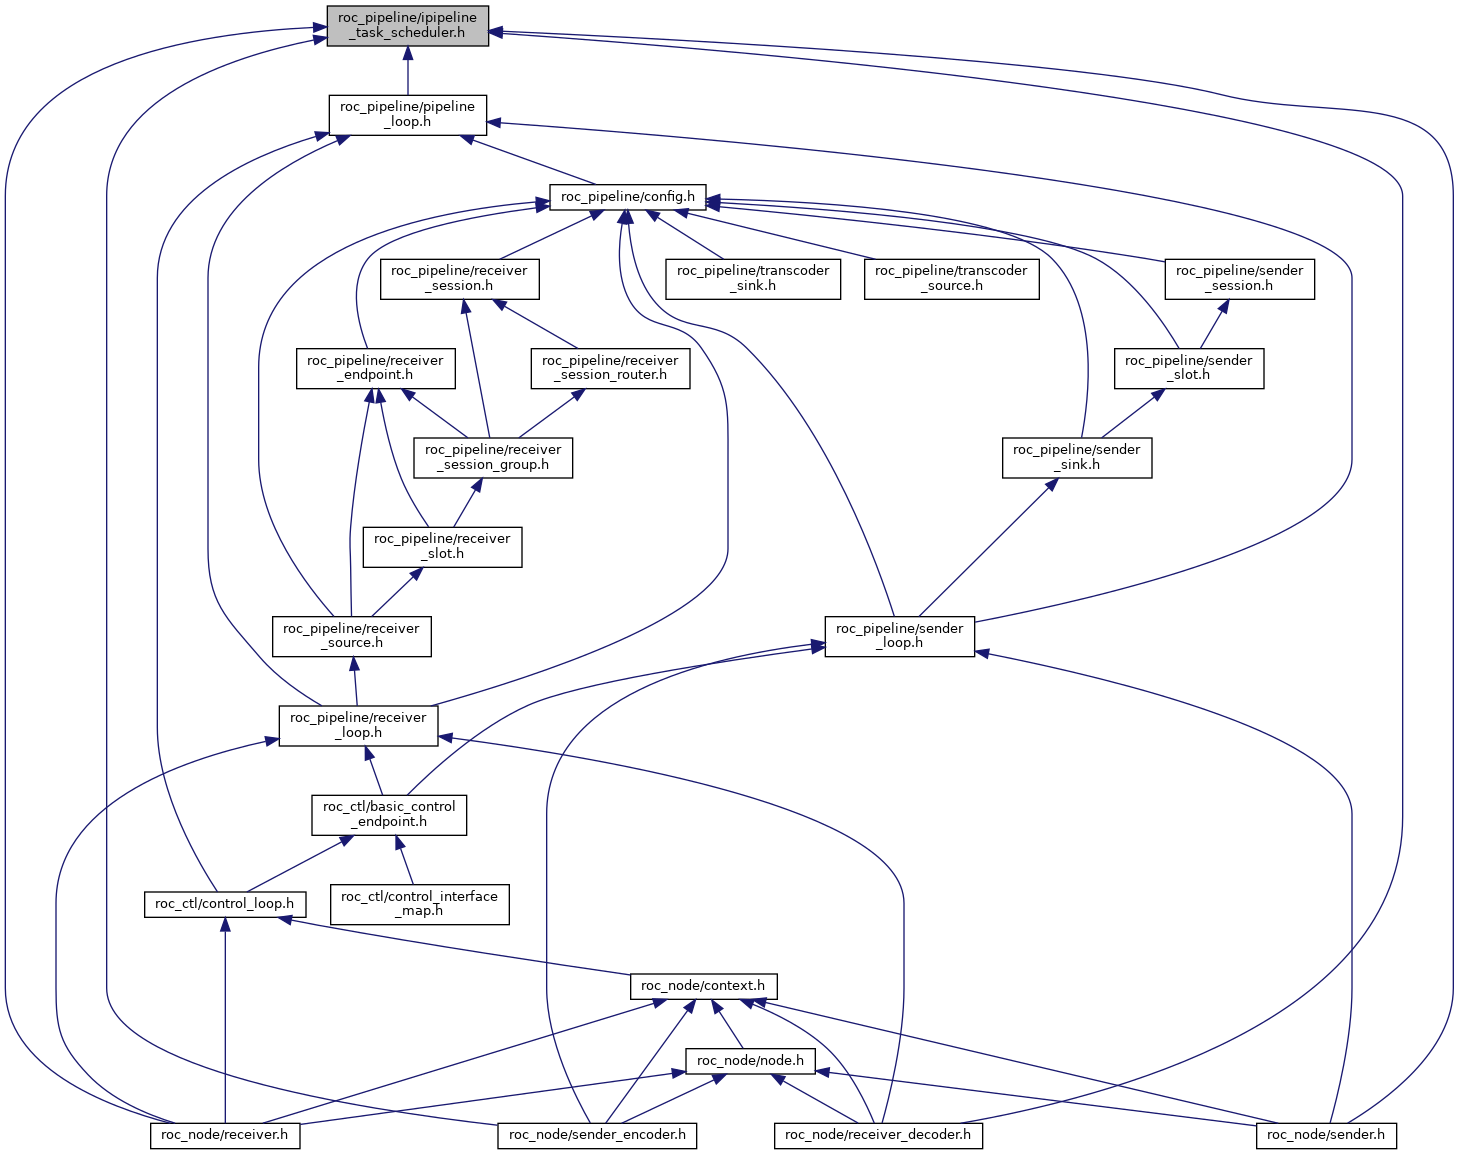 roc_pipeline/ipipeline
_task_scheduler.h
roc_pipeline/pipeline
_loop.h
roc_pipeline/config.h
roc_pipeline/receiver
_session.h
roc_pipeline/transcoder
_sink.h
roc_pipeline/transcoder
_source.h
roc_pipeline/sender
_session.h
roc_pipeline/receiver
_endpoint.h
roc_pipeline/receiver
_session_router.h
roc_pipeline/sender
_slot.h
roc_pipeline/receiver
_session_group.h
roc_pipeline/sender
_sink.h
roc_pipeline/receiver
_slot.h
roc_pipeline/receiver
_source.h
roc_pipeline/sender
_loop.h
roc_pipeline/receiver
_loop.h
roc_ctl/basic_control
_endpoint.h
roc_ctl/control_loop.h
roc_ctl/control_interface
_map.h
roc_node/context.h
roc_node/node.h
roc_node/receiver.h
roc_node/sender_encoder.h
roc_node/receiver_decoder.h
roc_node/sender.h